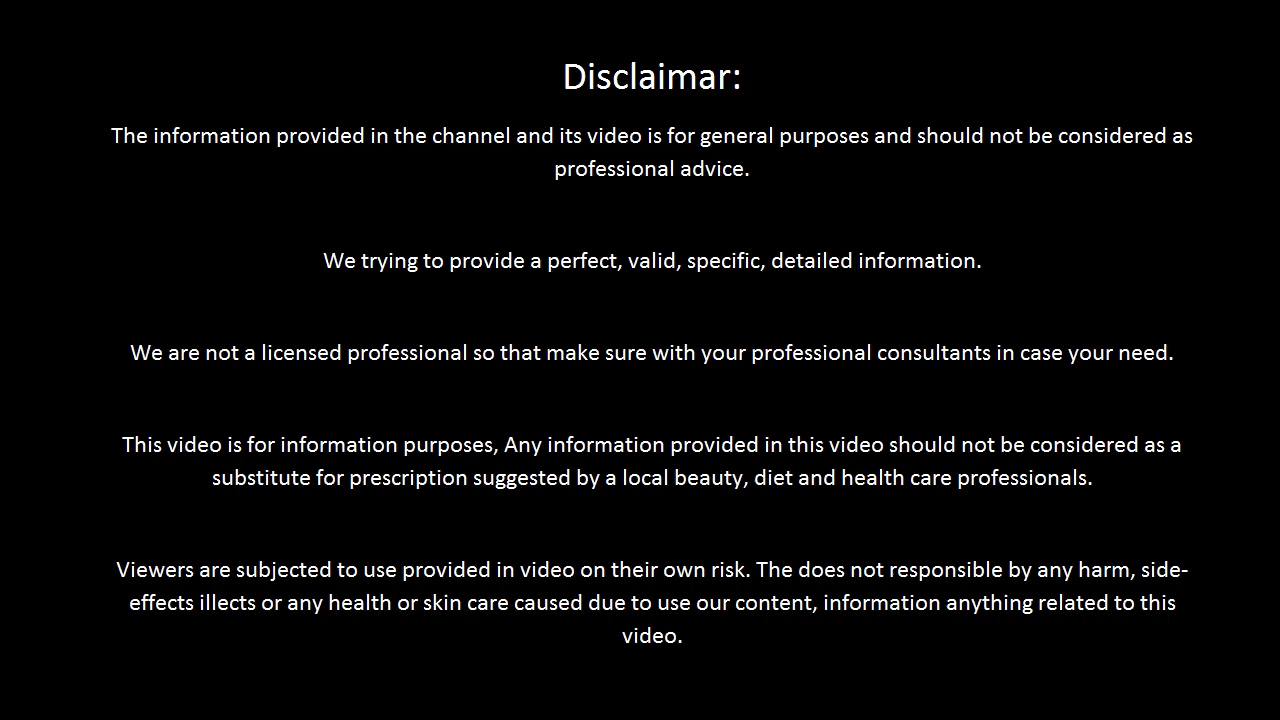 Disclaimar:
The information provided in the channel and its video is for general purposes and should not be considered as
professional advice.
We trying to provide a perfect, valid, specific, detailed information.
We are not a licensed professional so that make sure with your professional consultants in case your need.
This video is for information purposes, Any information provided in this video should not be considered as a
substitute for prescription suggested by a local beauty, diet and health care professionals.
Viewers are subjected to use provided in video on their own risk. The does not responsible by any harm, side-
effects illects or any health or skin care caused due to use our content, information anything related to this
video.